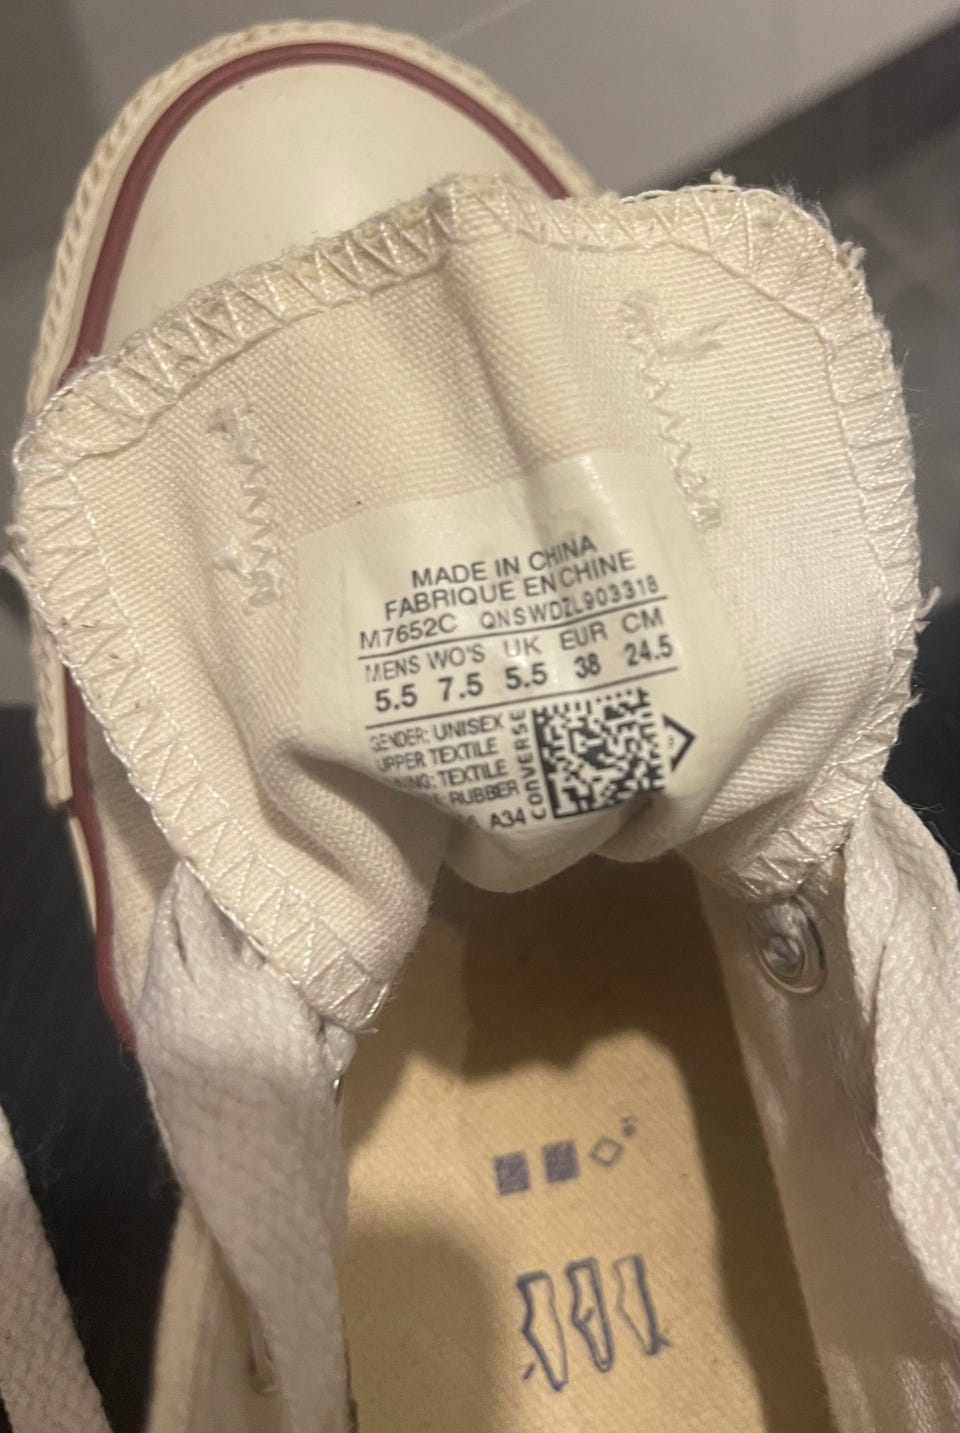 MADE IN CHINA
FABRIQUE EN CHINE
M7652C QNSWDZL903318
MENS WO'S UK EUR CM
5.5 7.5 5.5 38 24.5
GENDER: UNISEX
UPPER TEXTILE
NING: TEXTILE
E: RUBBER
A34
CONVERSE